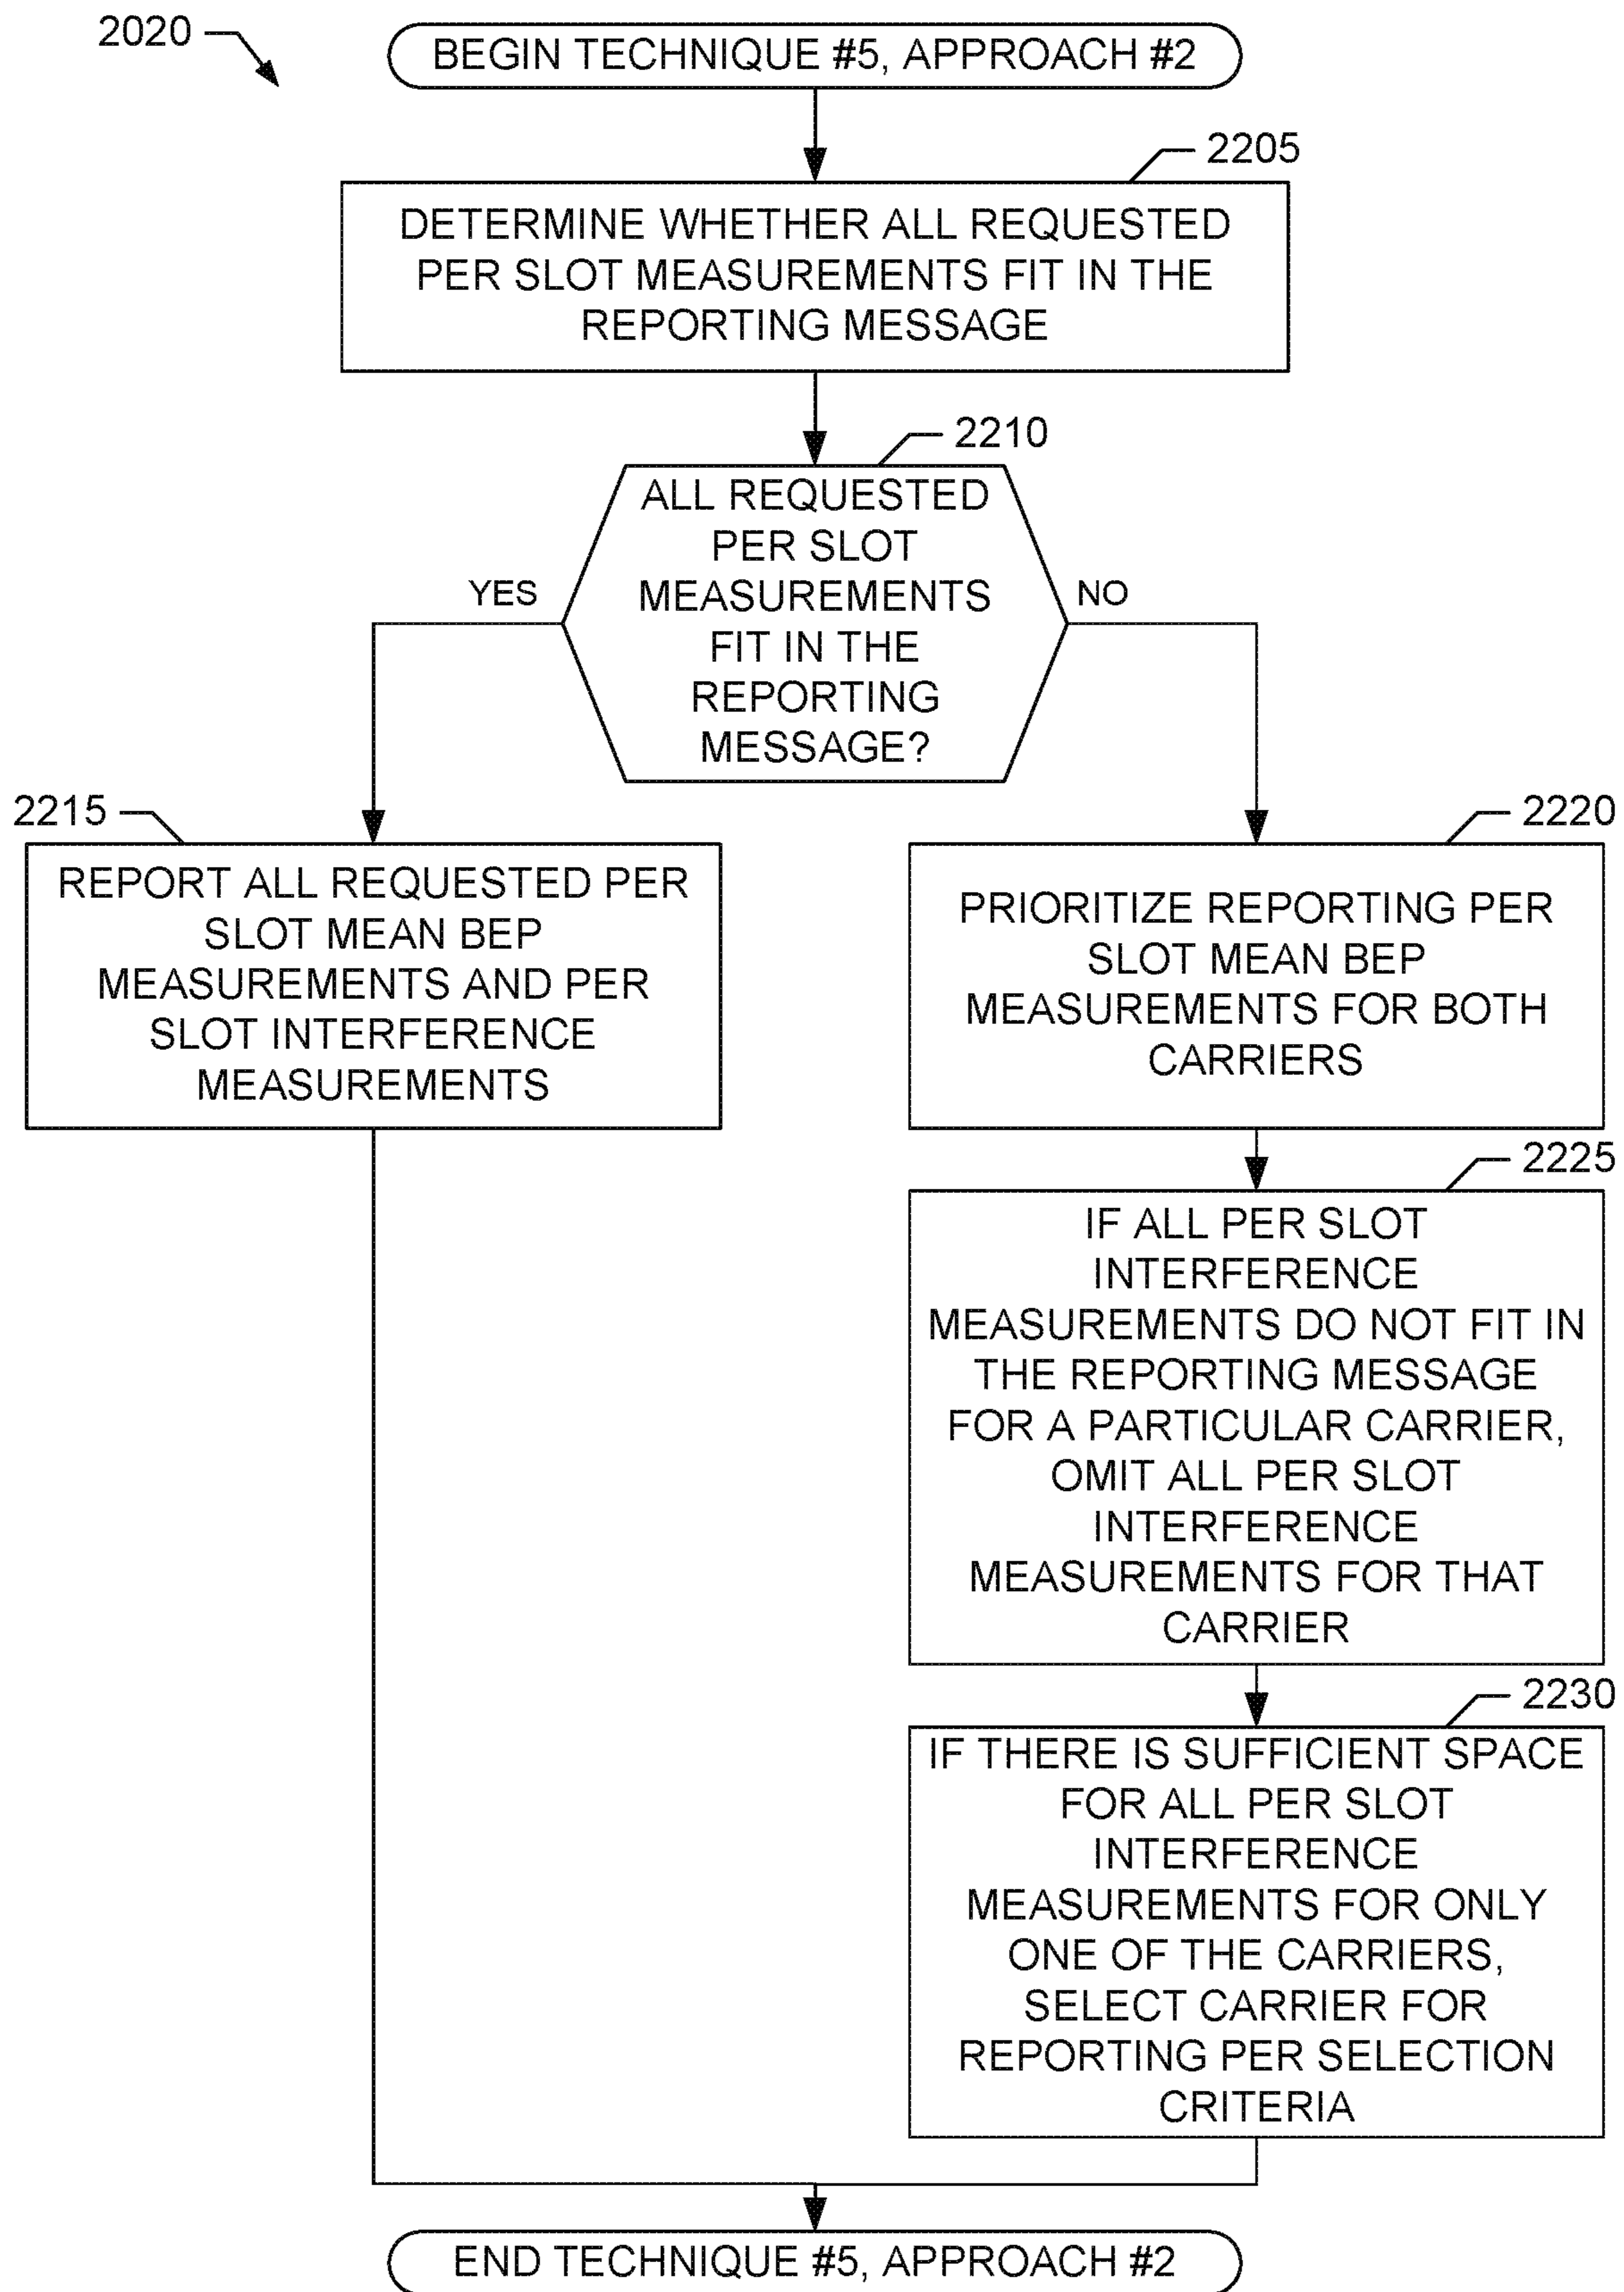 2020
BEGIN TECHNIQUE #5, APPROACH #2
2205
DETERMINE WHETHER ALL REQUESTED
PER SLOT MEASUREMENTS FIT IN THE
REPORTING MESSAGE
2210
ALL REQUESTED
PER SLOT
MEASUREMENTS
FIT IN THE
REPORTING
MESSAGE?
YES
NO
2215
REPORT ALL REQUESTED PER
SLOT MEAN BEP
MEASUREMENTS AND PER
SLOT INTERFERENCE
MEASUREMENTS
2220
PRIORITIZE REPORTING PER
SLOT MEAN BEP
MEASUREMENTS FOR BOTH
CARRIERS
2225
IF ALL PER SLOT
INTERFERENCE
MEASUREMENTS DO NOT FIT IN
THE REPORTING MESSAGE
FOR A PARTICULAR CARRIER,
OMIT ALL PER SLOT
INTERFERENCE
MEASUREMENTS FOR THAT
CARRIER
2230
IF THERE IS SUFFICIENT SPACE
FOR ALL PER SLOT
INTERFERENCE
MEASUREMENTS FOR ONLY
ONE OF THE CARRIERS,
SELECT CARRIER FOR
REPORTING PER SELECTION
CRITERIA
END TECHNIQUE #5, APPROACH #2